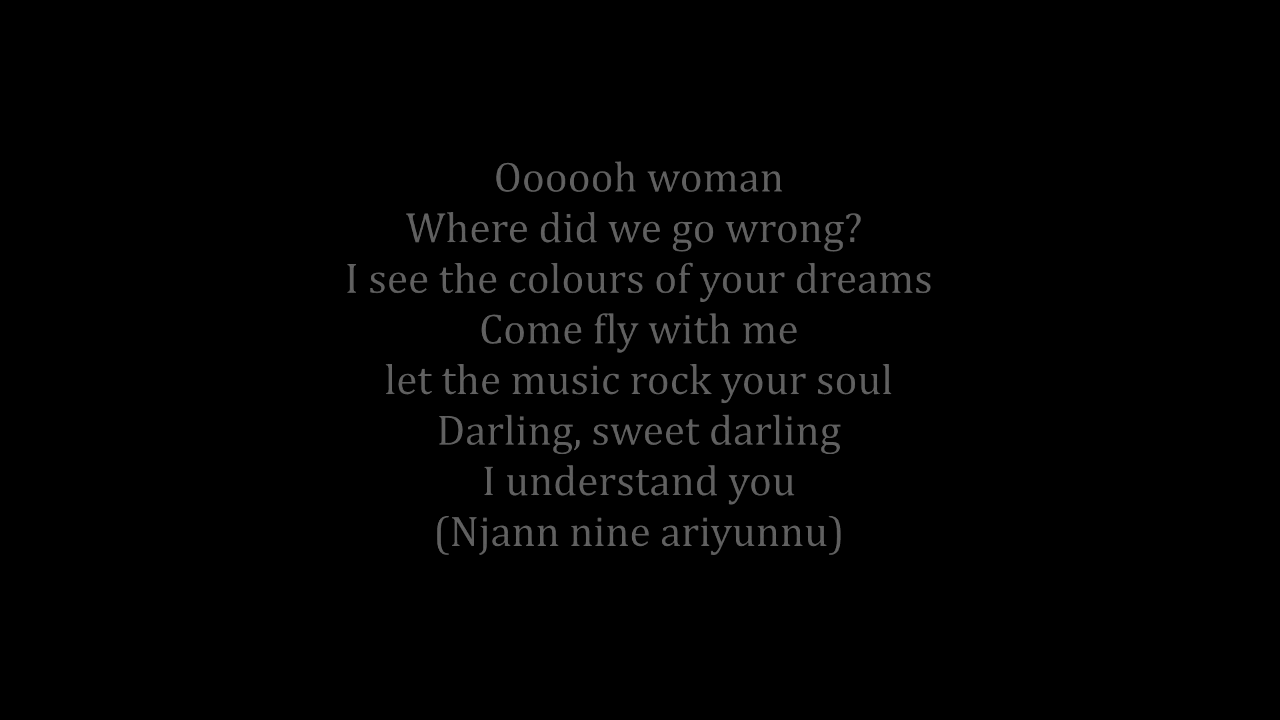 Oooooh woman
Where did we go wrong?
I see the colours of your dreams
Come fly with me
let the music rock your soul
Darling, sweet darling
I understand you
(Njann nine ariyunnu)